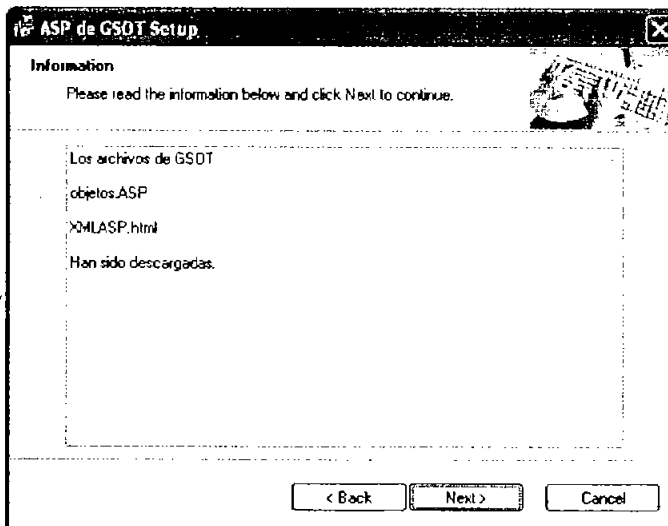 ASP de GSOT Setup
Information
Please read the information below and click Next to continue.
Los archivos de GSOT
objetos.ASP
XMLASP.html
Han sido descargadas.
< Back
Next >
Cancel